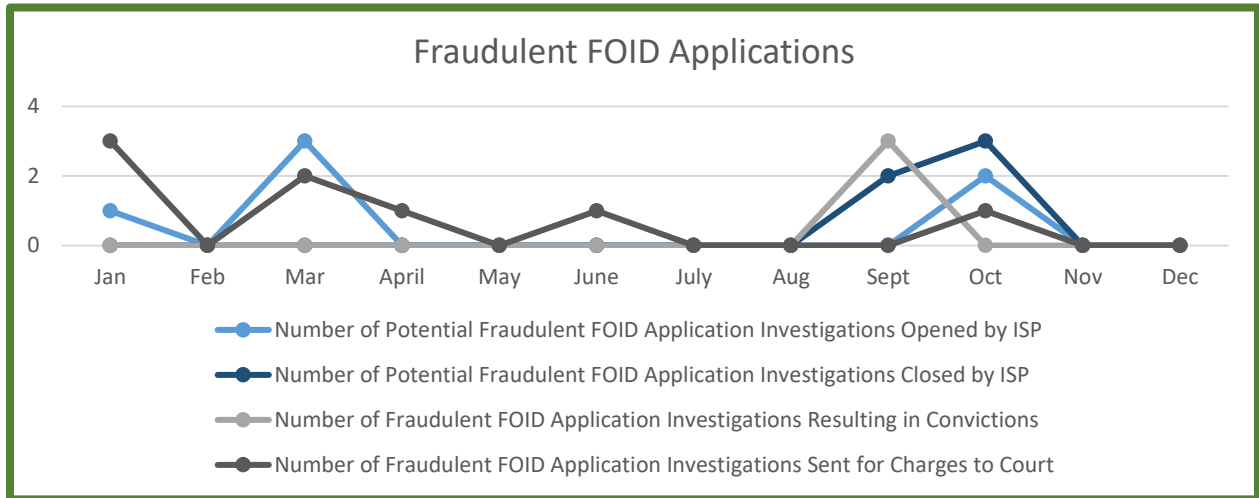 Fraudulent FOID Applications
4
2
0
Jan Feb Mar April May June July Aug Sept Oct Nov Dec
Number of Potential Fraudulent FOID Application Investigations Opened by ISP
Number of Potential Fraudulent FOID Application Investigations Closed by ISP
Number of Fraudulent FOID Application Investigations Resulting in Convictions
Number of Fraudulent FOID Application Investigations Sent for Charges to Court